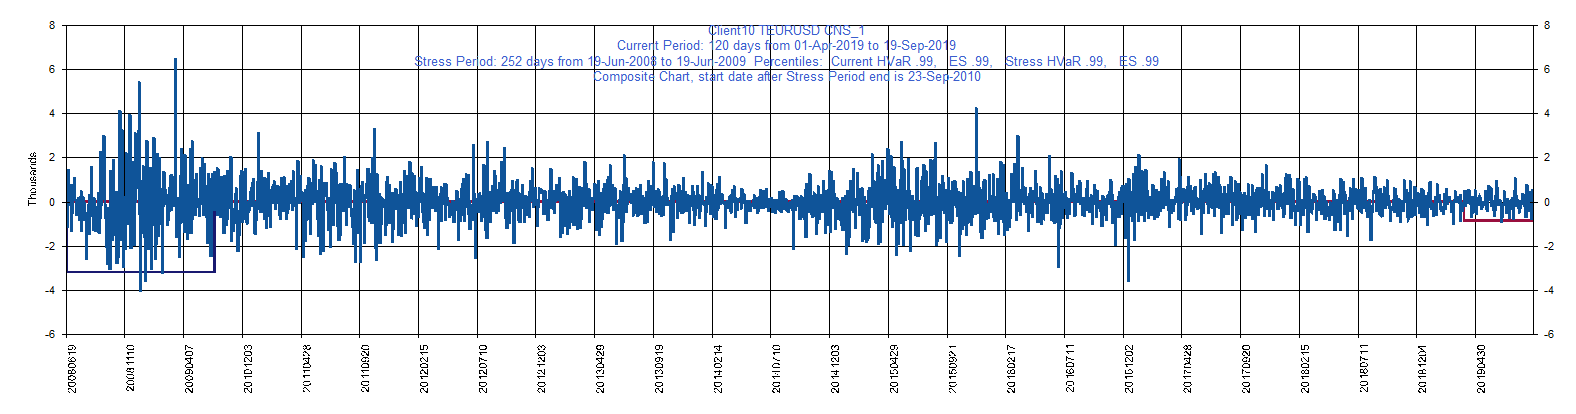 Client10 TEURUSD CNS_1
Current Period: 120 days from 01-Apr-2019 to 19-Sep-2019
Stress Period: 252 days from 19-Jun-2008 to 19-Jun-2009 Percentiles: Current HVaR .99, ES .99, Stress HVaR .99, ES .99
Composite Chart, start date after Stress Period end is 23-Sep-2010
Thousands
8 8
6 6
4 4
2 2
0 0
-2 -2
-4 -4
-6 -6
20080619 20081110 20090407 20101203 20110428 20110920 20120215 20120710 20121203 20130429 20130919 20140214 20140710 20141203 20150429 20150921 20160217 20160711 20161202 20170428 20170920 20180215 20180711 20181204 20190430